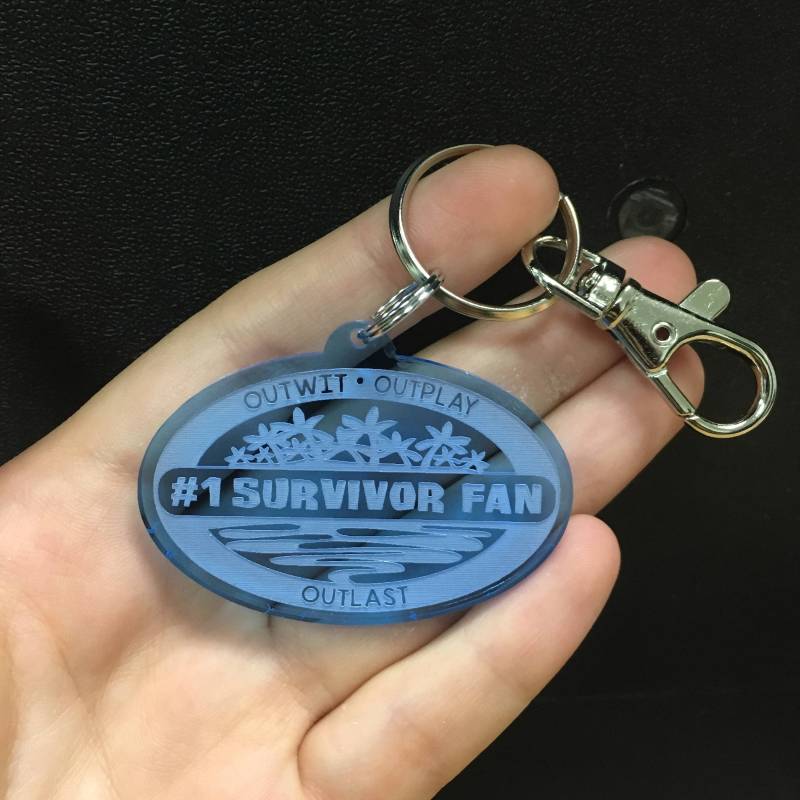 OUTWIT • OUTPLAY
#1 SURVIVOR FAN
OUTLAST